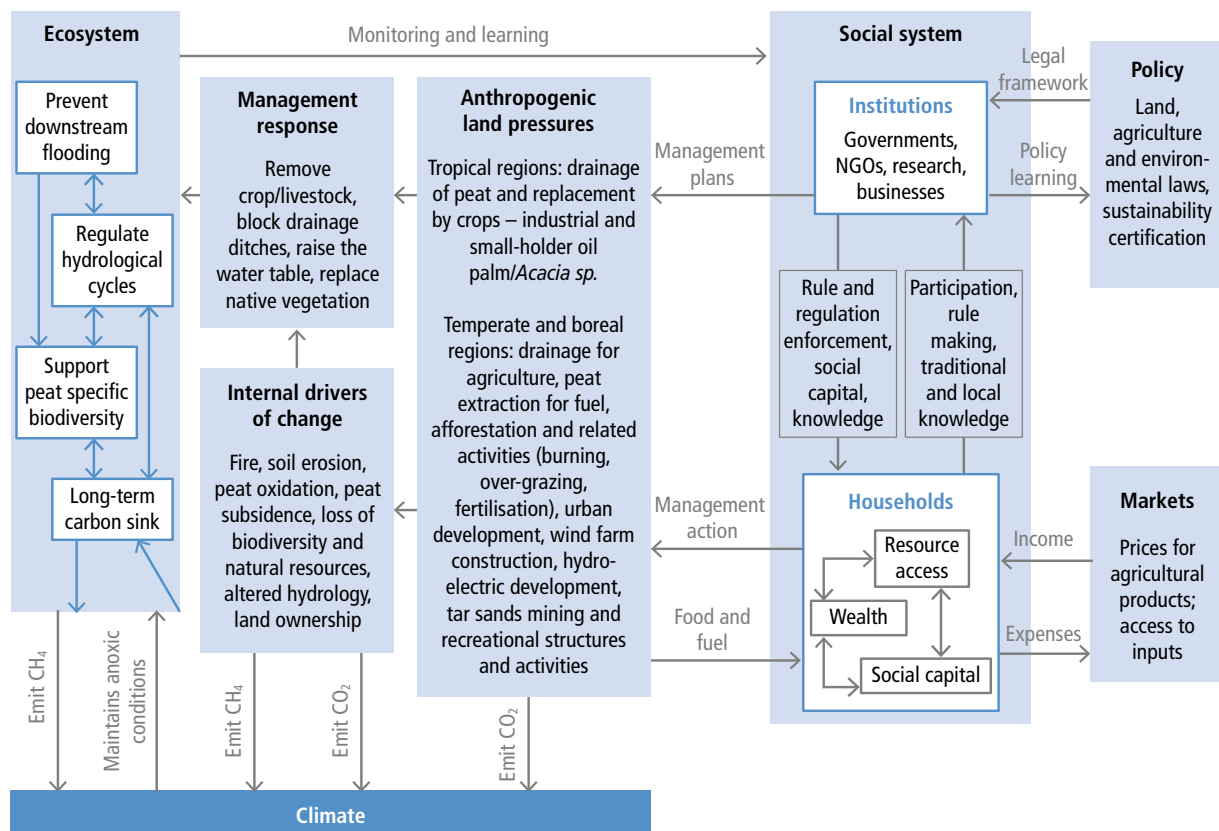 Ecosystem
Prevent
downstream
flooding
Regulate
hydrological
cycles
Support
peat specific
biodiversity
Long-term
carbon sink
Monitoring and learning
Management
response
Remove
crop/livestock,
block drainage
ditches, raise the
water table, replace
native vegetation
Internal drivers
of change
Fire, soil erosion,
peat oxidation, peat
subsidence, loss of
biodiversity and
natural resources,
altered hydrology,
land ownership
Anthropogenic
land pressures
Tropical regions: drainage
of peat and replacement
by crops – industrial and
small-holder oil
palm/Acacia sp.
Temperate and boreal
regions: drainage for
agriculture, peat
extraction for fuel,
afforestation and related
activities (burning,
over-grazing,
fertilisation), urban
development, wind farm
construction, hydro-
electric development,
tar sands mining and
recreational structures
and activities
Management
plans
Management
action
Food and
fuel
Social system
Institutions
Governments,
NGOs, research,
businesses
Rule and
regulation
enforcement,
social
capital,
knowledge
Participation,
rule
making,
traditional
and local
knowledge
Households
Resource
access
Wealth
Social capital
Legal
framework
Policy
learning
Policy
Land,
agriculture
and environ-
mental laws,
sustainability
certification
Income
Expenses
Markets
Prices for
agricultural
products;
access to
inputs
Emit CH₄
Maintains anoxic
conditions
Emit CH₄
Emit CO₂
Emit CO₂
Climate